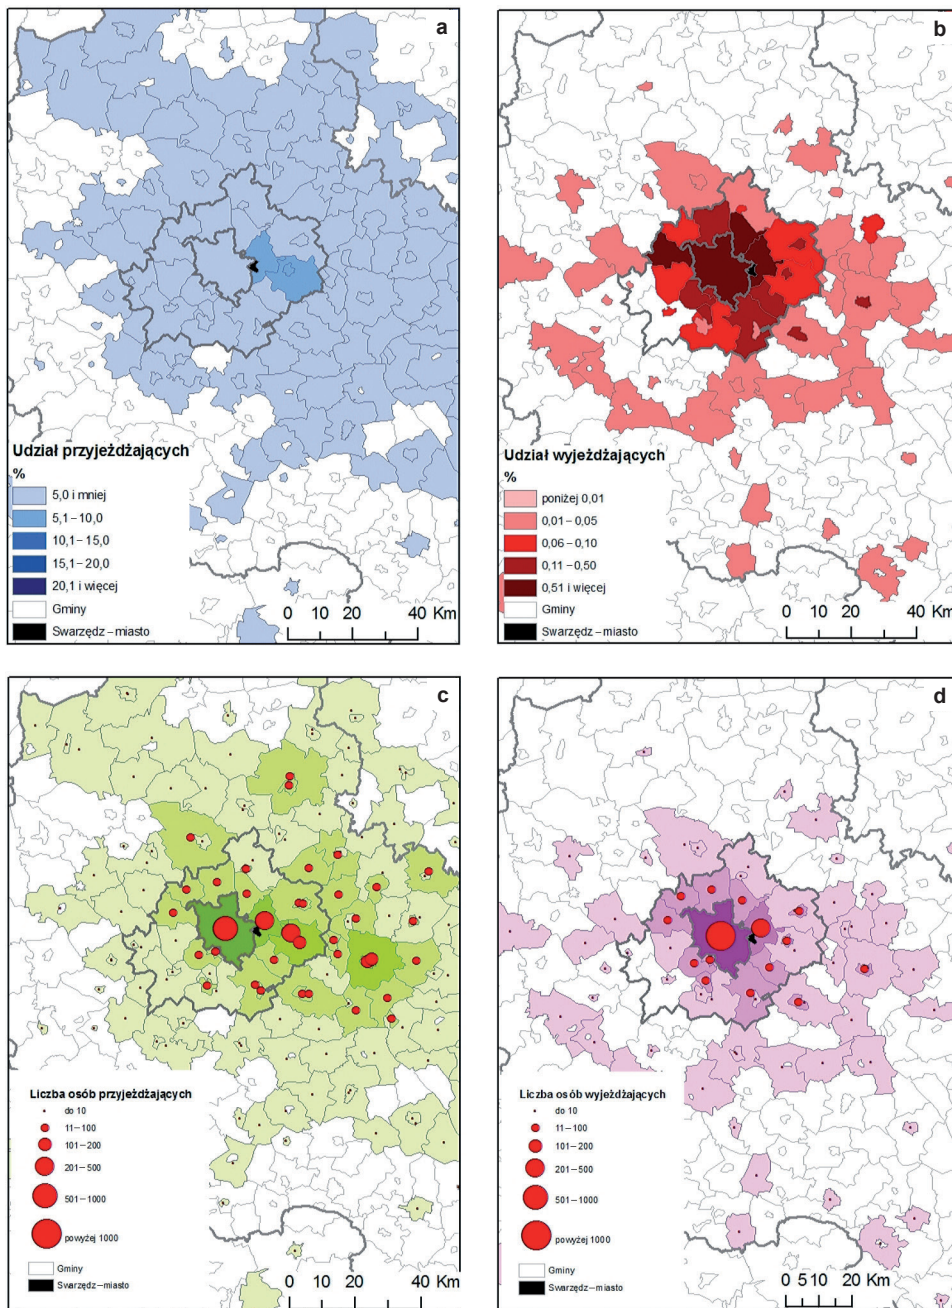 a
Udział przyjeżdżających
%
5,0 i mniej
5,1–10,0
10,1–15,0
15,1–20,0
20,1 i więcej
Gminy
Swarzędz–miasto
0 10 20 40 Km
b
Udział wyjeżdżających
%
poniżej 0,01
0,01–0,05
0,06–0,10
0,11–0,50
0,51 i więcej
Gminy
Swarzędz–miasto
0 10 20 40 Km
c
Liczba osób przyjeżdżających
do 10
11–100
101–200
201–500
501–1000
powyżej 1000
Gminy
Swarzędz–miasto
0 10 20 40 Km
d
Liczba osób wyjeżdżających
do 10
11–100
101–200
201–500
501–1000
powyżej 1000
Gminy
Swarzędz–miasto
0 5 10 20 Km